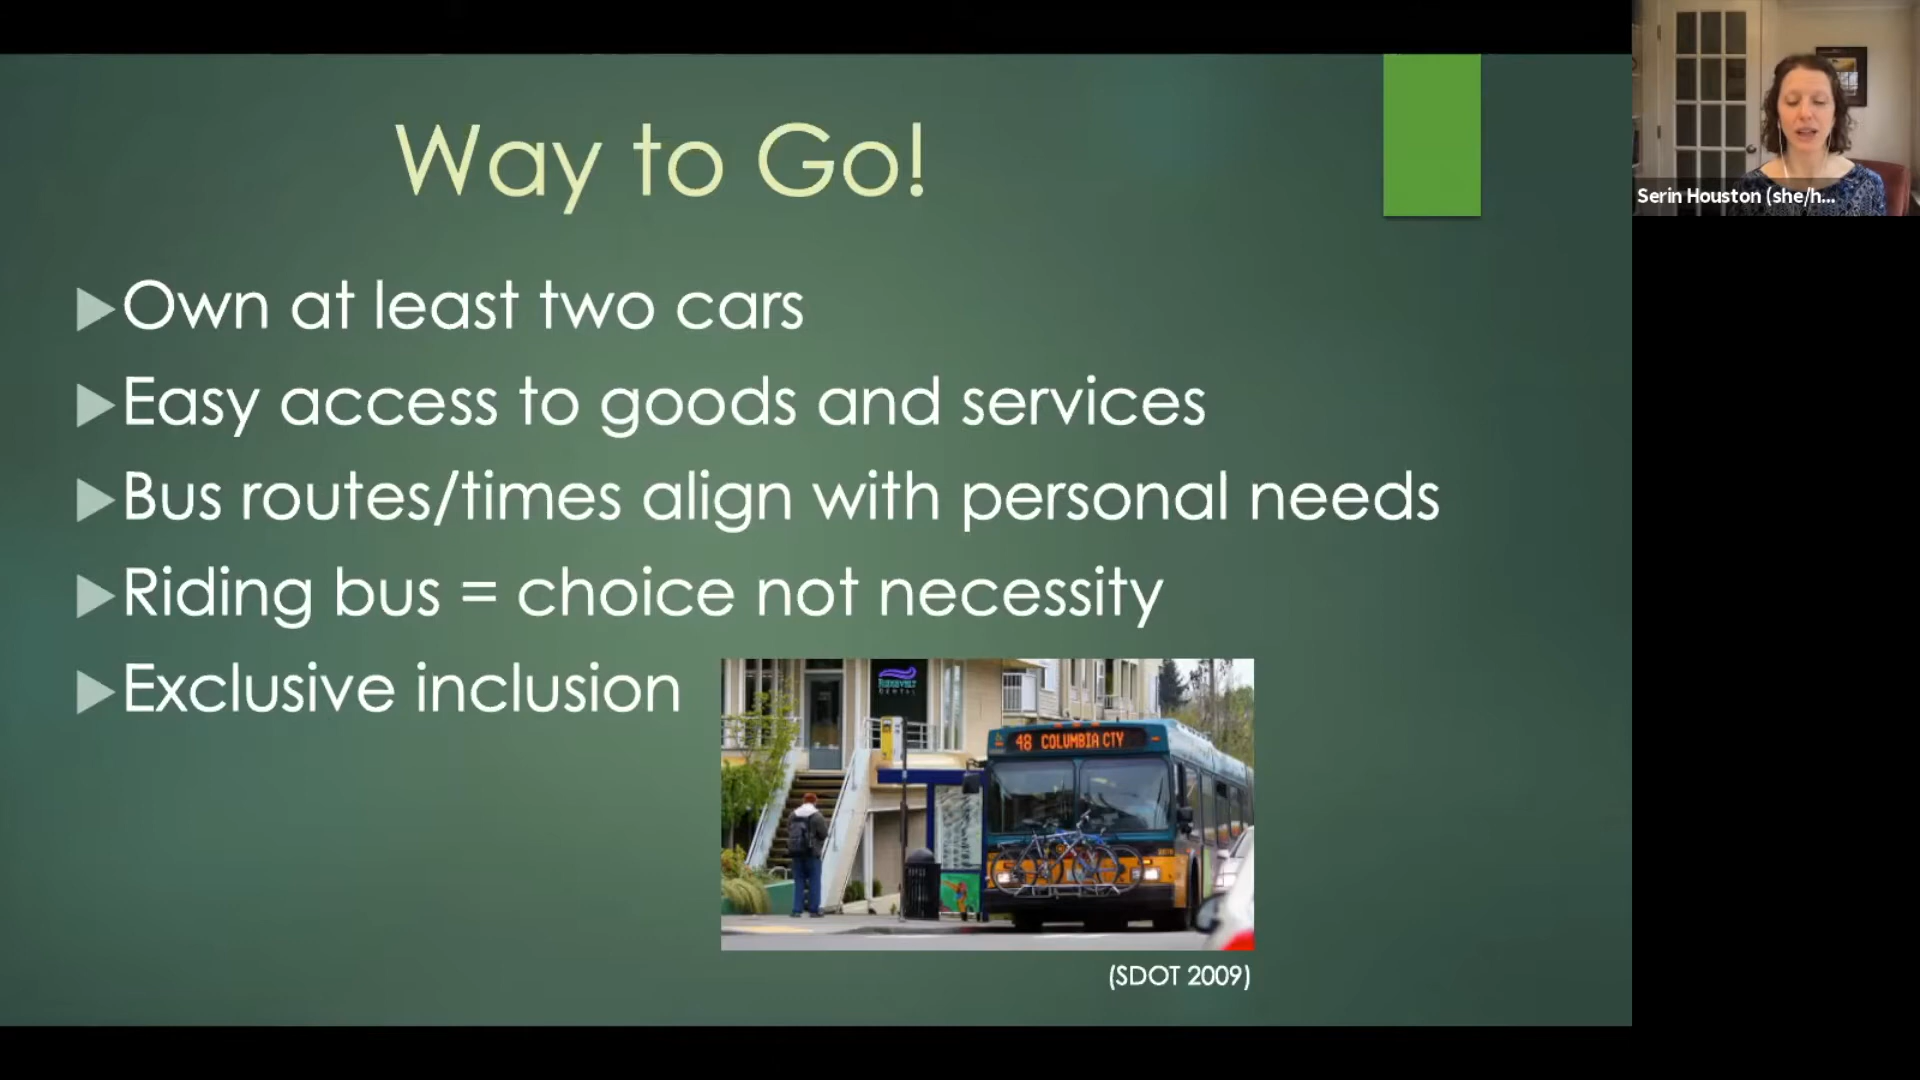 Way to Go!
Serin Houston (she/h...
Own at least two cars
Easy access to goods and services
Bus routes/times align with personal needs
Riding bus = choice not necessity
Exclusive inclusion
48 COLUMBIA CTY
(SDOT 2009)